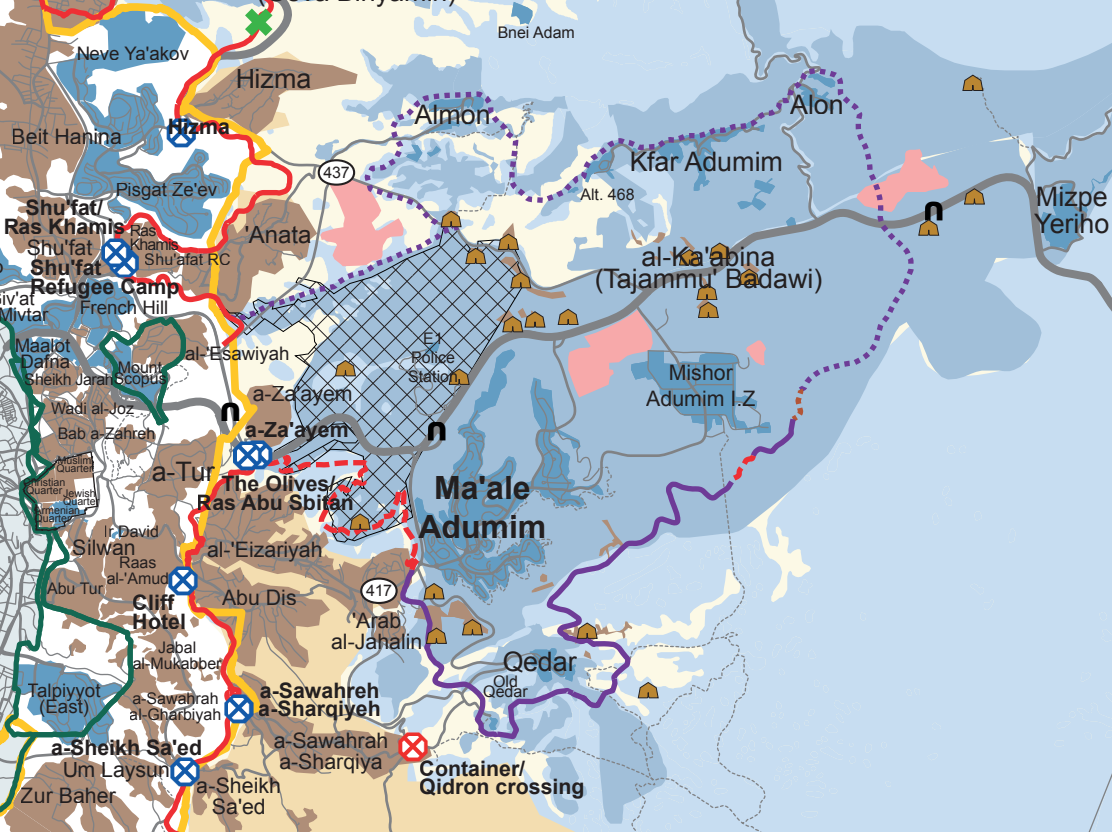 (Geva Binyamin)
Bnei Adam
Neve Ya'akov
Hizma
Almon
Alon
Beit Hanina
Hizma
Kfar Adumim
437
Alt. 468
Pisgat Ze'ev
Mizpe
Yeriho
Shu'fat/
Ras Khamis
Ras
Khamis
Shu'afat RC
'Anata
Shu'fat
Shu'fat
Refugee Camp
al-Ka'abina
(Tajammu' Badawi)
Giv'at
Mivtar
French Hill
E1
Police
Station
Maalot
Dafna
Sheikh Jarah
Mount
Scopus
al-'Esawiyah
Mishor
Adumim I.Z
a-Za'ayem
Wadi al-Joz
Bab a-Zahreh
a-Za'ayem
Muslim
Quarter
Christian
Quarter
Jewish
Quarter
Armenian
Quarter
a-Tur
The Olives/
Ras Abu Sbitan
Ma'ale
Adumim
Ir David
Silwan
al-'Eizariyah
Raas
al-'Amud
Abu Tur
Cliff
Hotel
Abu Dis
417
'Arab
al-Jahalin
Jabal
al-Mukabber
Qedar
Old
Qedar
Talpiyyot
(East)
a-Sawahrah
al-Gharbiyah
a-Sawahreh
a-Sharqiyeh
a-Sheikh Sa'ed
a-Sawahrah
a-Sharqiya
Um Laysun
Container/
Qidron crossing
Zur Baher
a-Sheikh
Sa'ed